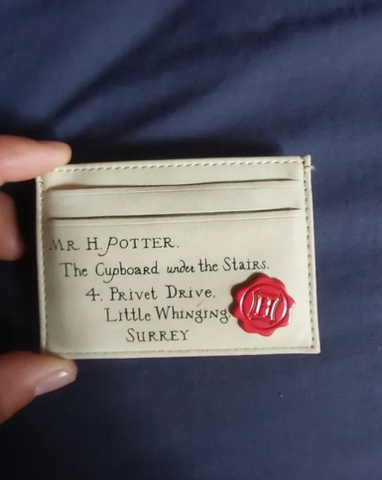 Mr. H. Potter,
The Cupboard under the Stairs,
4, Privet Drive,
Little Whinging
Surrey
H